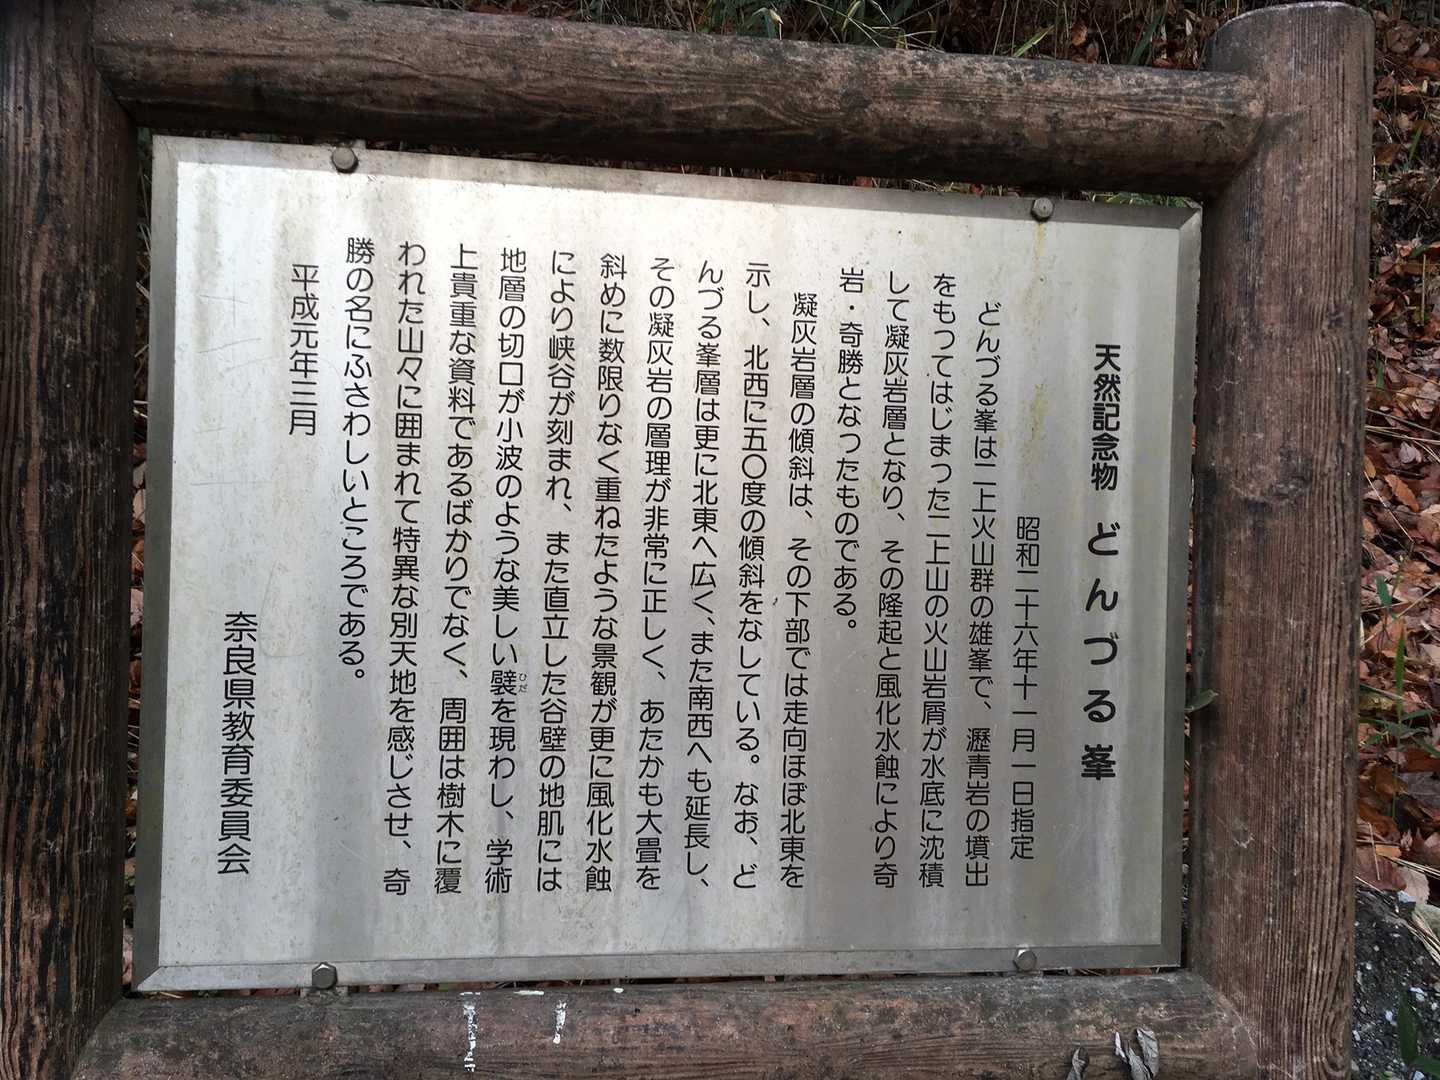 天然記念物 どんづる峯
昭和二十六年十一月一日指定
どんづる峯は二上火山群の雄峯で、瀝青岩の墳出
をもつてはじまつた二上山の火山岩屑が水底に沈積
して凝灰岩層となり、その隆起と風化水蝕により奇
岩・奇勝となつたものである。
凝灰岩層の傾斜は、その下部では走向ほぼ北東を
示し、北西に五〇度の傾斜をなしている。なお、ど
んづる峯層は更に北東へ広く、また南西へも延長し、
その凝灰岩の層理が非常に正しく、あたかも大畳を
斜めに数限りなく重ねたような景観が更に風化水蝕
により峡谷が刻まれ、また直立した谷壁の地肌には
地層の切口が小波のような美しい襞ひだを現わし、学術
上貴重な資料であるばかりでなく、周囲は樹木に覆
われた山々に囲まれて特異な別天地を感じさせ、奇
勝の名にふさわしいところである。
平成元年三月
奈良県教育委員会